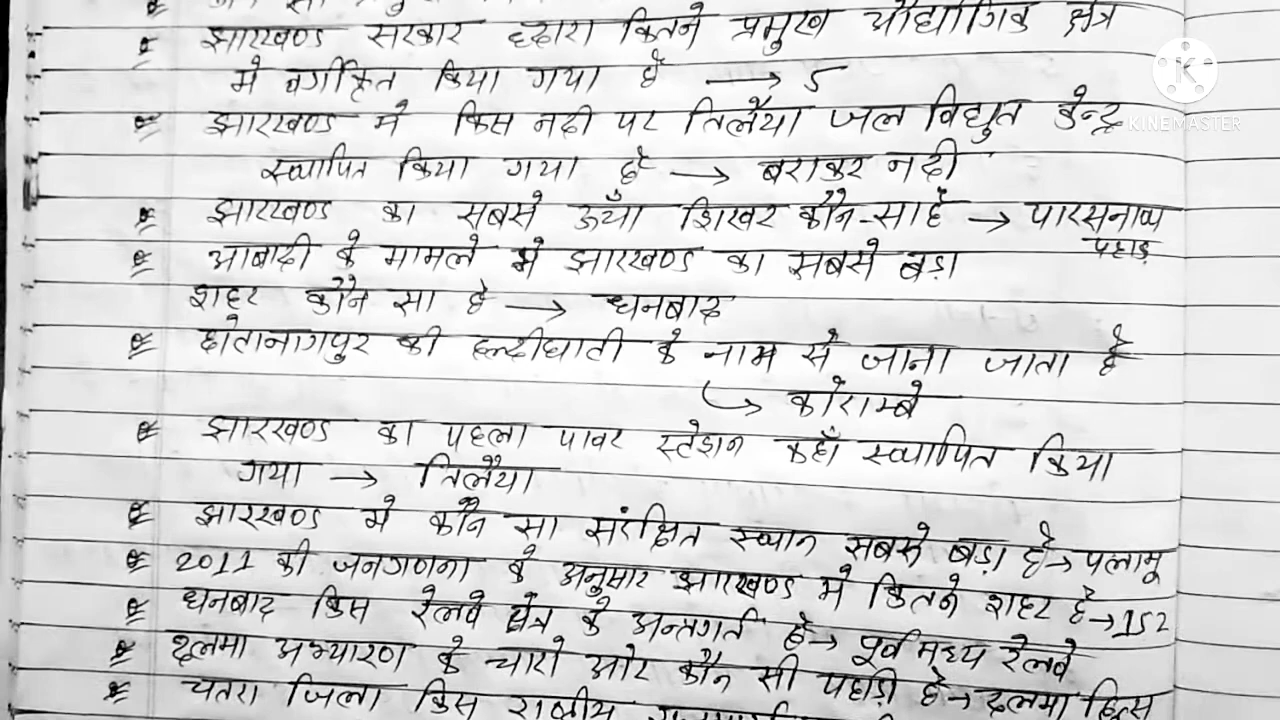 झारखण्ड सरकार द्वारा कितने प्रमुख औद्योगिक क्षेत्र
में वर्गीकृत किया गया है → 5
झारखण्ड में किस नदी पर तिलैया जल विद्युत केन्द्र
स्थापित किया गया है → बराकर नदी
झारखण्ड का सबसे ऊँचा शिखर कौन-सा है → पारसनाथ
पहाड़
आबादी के मामले में झारखण्ड का सबसे बड़ा
शहर कौन सा है → धनबाद
छोटानागपुर की हल्दीघाटी के नाम से जाना जाता है
↳ कोराम्बे
झारखण्ड का पहला पावर स्टेशन कहाँ स्थापित किया
गया → तिलैया
झारखण्ड में कौन सा संरक्षित स्थान सबसे बड़ा है → पलामू
2011 की जनगणना के अनुसार झारखण्ड में कितने शहर है → 152
धनबाद किस रेलवे क्षेत्र के अन्तर्गत है → पूर्व मध्य रेलवे
दलमा अभ्यारण के चारो ओर कौन सी पहाड़ी है → दलमा हिल्स
चतरा जिला किस राष्ट्रीय
K
KINEMASTER